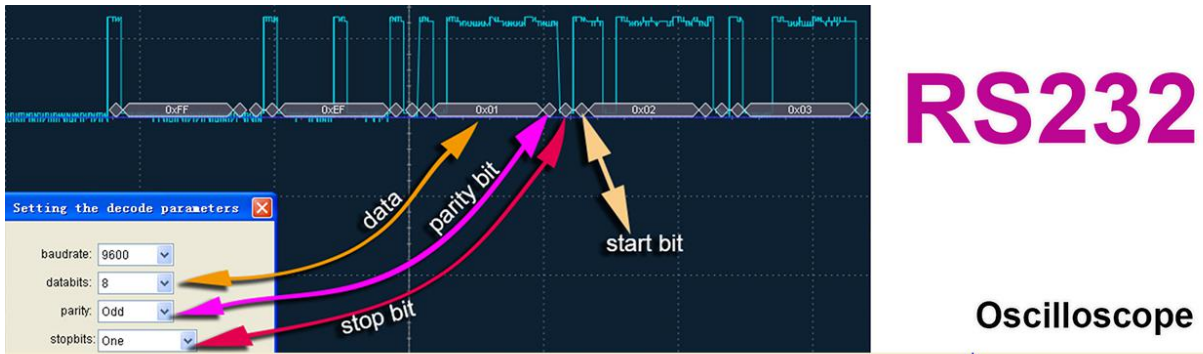 0xFF 0xEF 0x01 0x02 0x03
RS232
Setting the decode parameters
data
parity bit
start bit
baudrate: 9600
databits: 8
parity: Odd
stop bit
stopbits: One
Oscilloscope